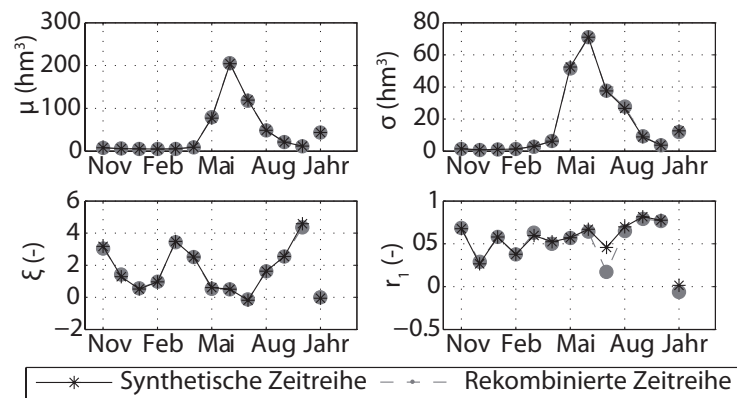 300
200
100
0
μ (hm³)
Nov Feb Mai Aug Jahr
80
60
40
20
0
σ (hm³)
Nov Feb Mai Aug Jahr
6
4
2
0
−2
ξ (-)
Nov Feb Mai Aug Jahr
1
05
0
−0.5
r₁ (-)
Nov Feb Mai Aug Jahr
Synthetische Zeitreihe Rekombinierte Zeitreihe